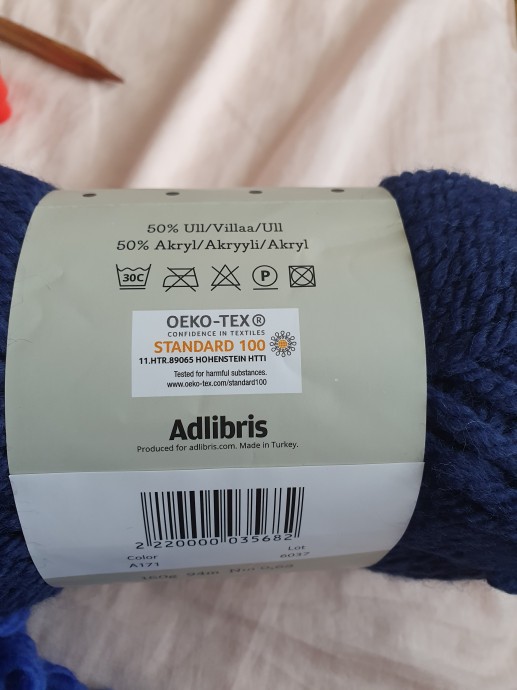 50% Ull/Villaa/Ull
50% Akryl/Akryyli/Akryl
30C
P
OEKO-TEX®
CONFIDENCE IN TEXTILES
STANDARD 100
11.HTR.89065 HOHENSTEIN HTTI
Tested for harmful substances.
www.oeko-tex.com/standard100
Adlibris
Produced for adlibris.com. Made in Turkey.
2 220000 035682
Color Lot
A171 6037